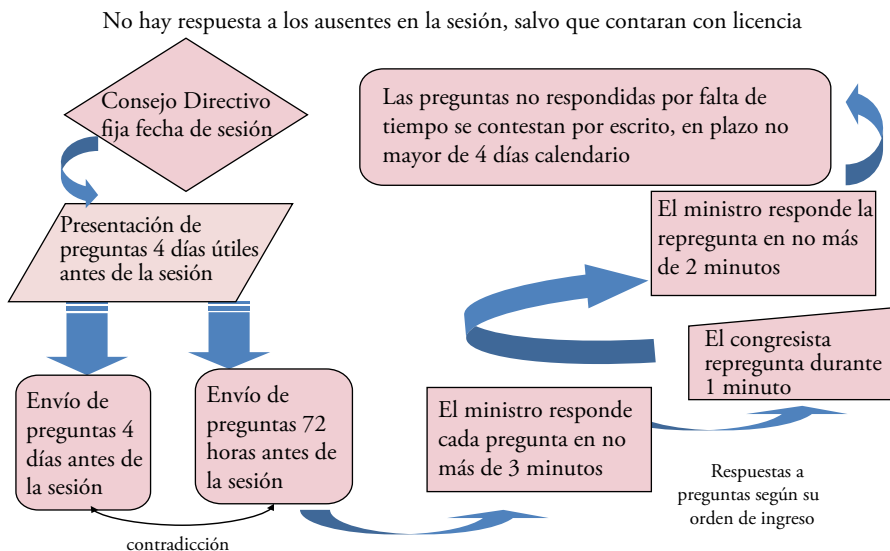 No hay respuesta a los ausentes en la sesión, salvo que contaran con licencia
Consejo Directivo
fija fecha de sesión
Presentación de
preguntas 4 días útiles
antes de la sesión
Envío de
preguntas 4
días antes de
la sesión
Envío de
preguntas 72
horas antes de
la sesión
contradicción
El ministro responde
cada pregunta en no
más de 3 minutos
El congresista
repregunta durante
1 minuto
El ministro responde la
repregunta en no más
de 2 minutos
Las preguntas no respondidas por falta de
tiempo se contestan por escrito, en plazo no
mayor de 4 días calendario
Respuestas a
preguntas según su
orden de ingreso